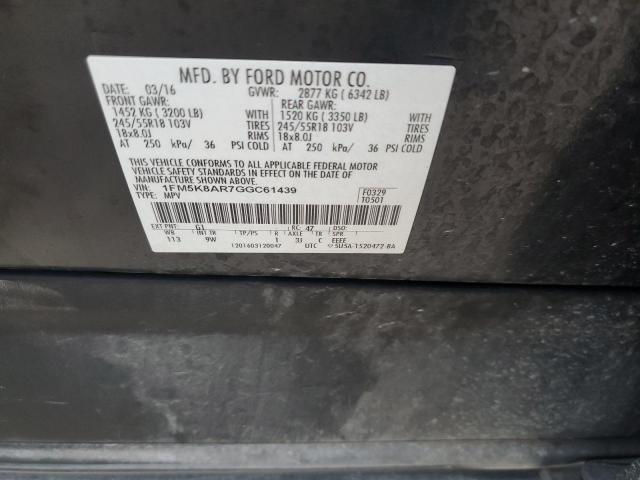 MFD. BY FORD MOTOR CO.
DATE: 03/16 GVWR: 2877 KG ( 6342 LB)
FRONT GAWR: REAR GAWR:
1452 KG ( 3200 LB) WITH 1520 KG ( 3350 LB) WITH
245/55R18 103V TIRES 245/55R18 103V TIRES
18x8.0J RIMS 18x8.0J RIMS
AT 250 kPa/ 36 PSI COLD AT 250 kPa/ 36 PSI COLD
THIS VEHICLE CONFORMS TO ALL APPLICABLE FEDERAL MOTOR
VEHICLE SAFETY STANDARDS IN EFFECT ON THE DATE OF
MANUFACTURE SHOWN ABOVE.
VIN: 1FM5K8AR7GGC61439 F0329
TYPE: MPV T0501
EXT PNT: G1 RC: 47 DSO:
WB INT TR TP/PS R AXLE TR SPR
113 9W 1 3J C EEEE
1201603120047 UTC 5U5A-1520472-BA